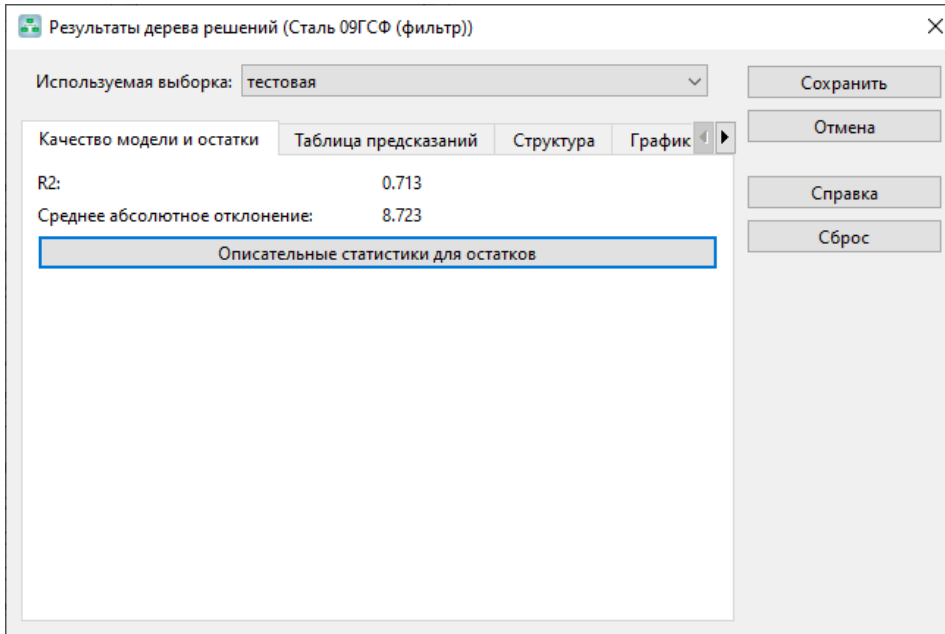 Результаты дерева решений (Сталь 09ГСФ (фильтр))
Используемая выборка: тестовая
Сохранить
Отмена
Справка
Сброс
Качество модели и остатки Таблица предсказаний Структура График
R2: 0.713
Среднее абсолютное отклонение: 8.723
Описательные статистики для остатков